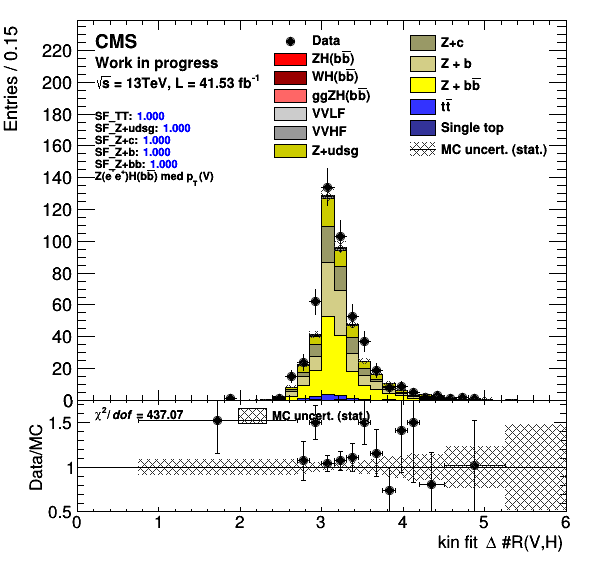 Entries / 0.15
220
200
180
160
140
120
100
80
60
40
20
0
CMS
Work in progress
√s = 13TeV, L = 41.53 fb⁻¹
SF_TT: 1.000
SF_Z+udsg: 1.000
SF_Z+c: 1.000
SF_Z+b: 1.000
SF_Z+bb: 1.000
Z(e⁻e⁺)H(bb̅) med p_T(V)
Data
ZH(bb̅)
WH(bb̅)
ggZH(bb̅)
VVLF
VVHF
Z+udsg
Z+c
Z + b
Z + bb̅
tt̅
Single top
MC uncert. (stat.)
Data/MC
1.5
1
0.5
χ²/dof = 437.07
MC uncert. (stat.)
0 1 2 3 4 5 6
kin fit Δ #R(V,H)